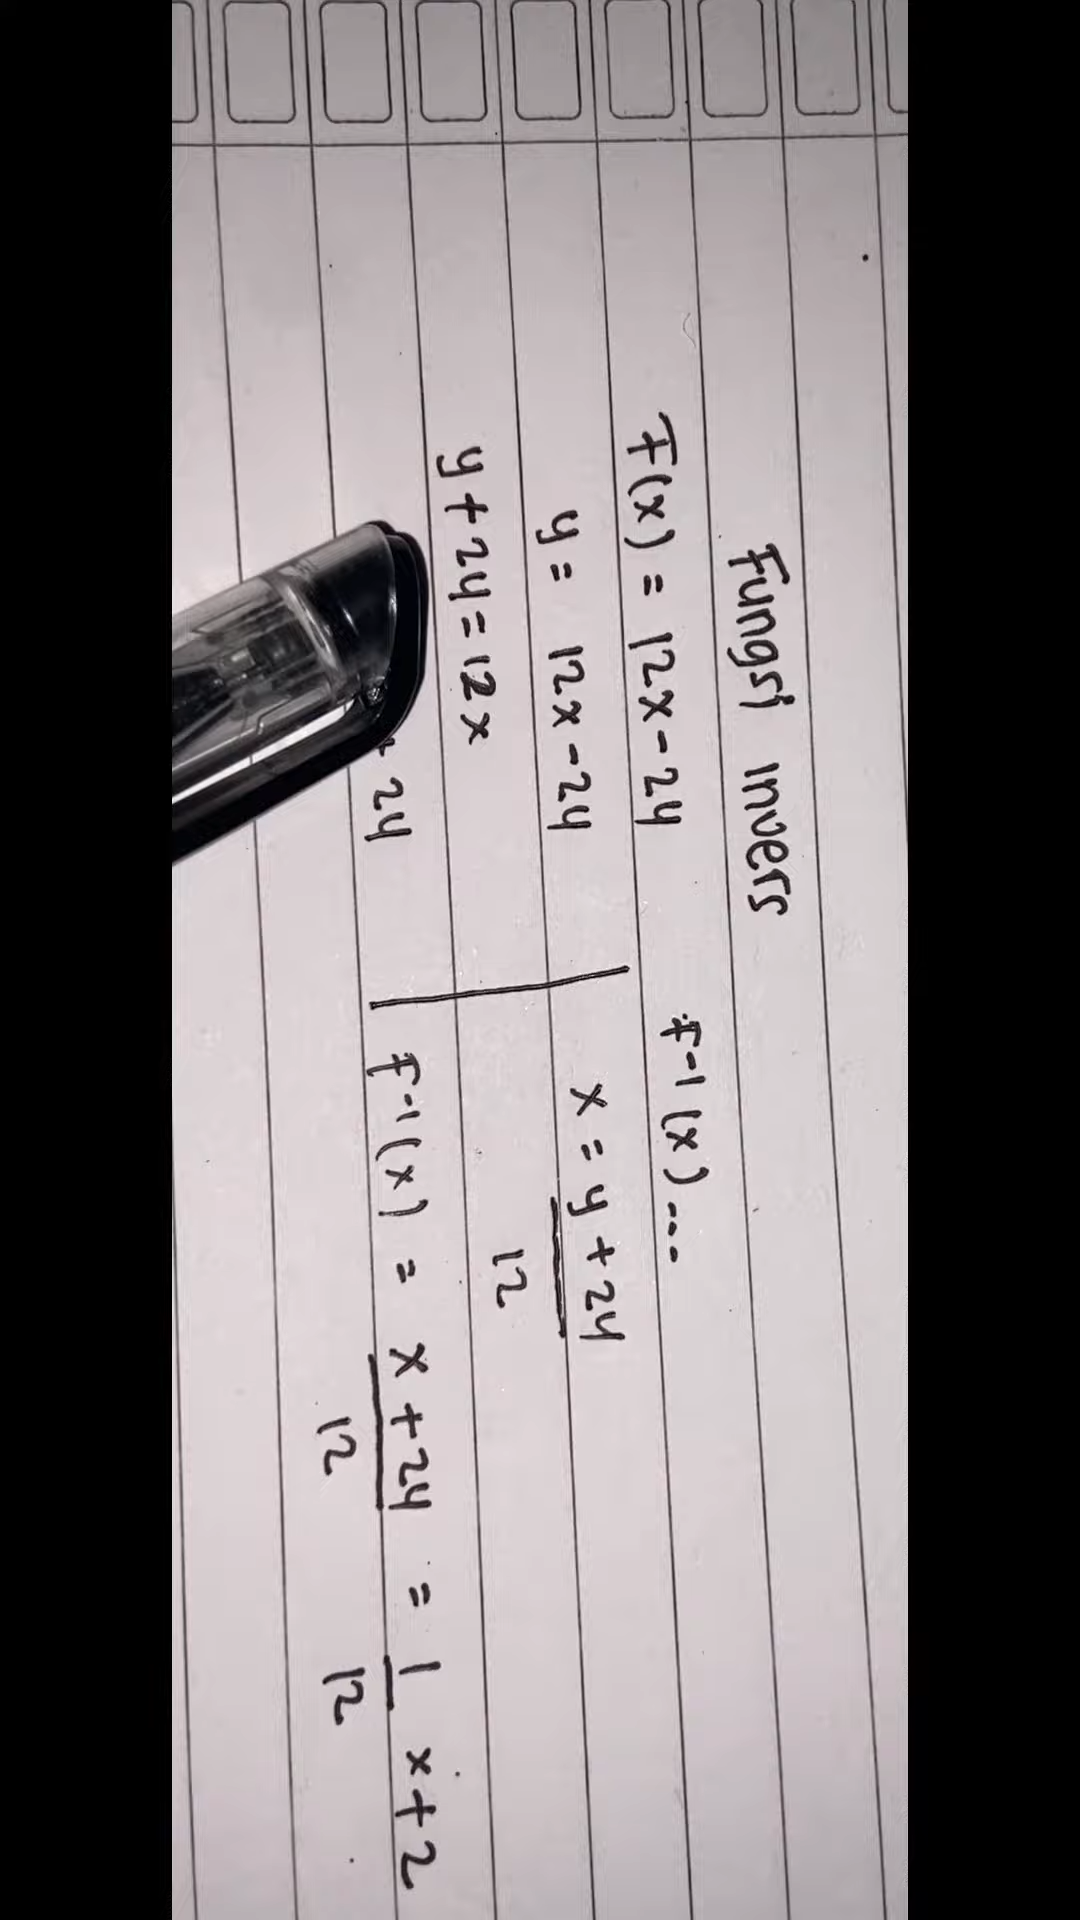 Fungsi invers
F(x) = 12x - 24
F-1(x)...
y = 12x - 24
y + 24 = 12x
24
x = y + 24
12
F-1(x) = x + 24 = 1 x + 2
12 12